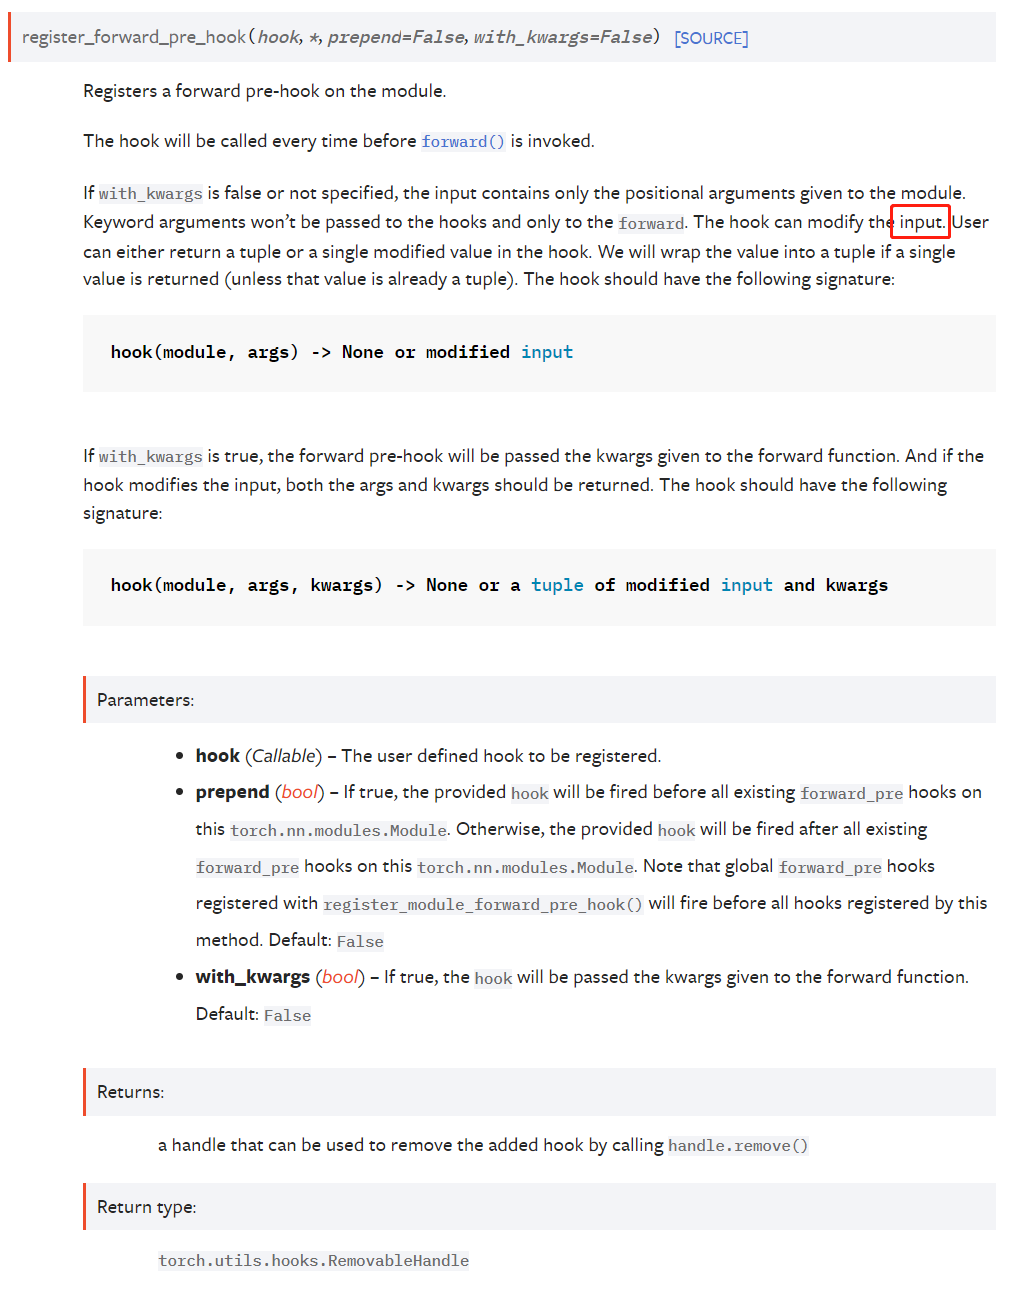 register_forward_pre_hook(hook, *, prepend=False, with_kwargs=False) [SOURCE]
Registers a forward pre-hook on the module.
The hook will be called every time before forward() is invoked.
If with_kwargs is false or not specified, the input contains only the positional arguments given to the module.
Keyword arguments won’t be passed to the hooks and only to the forward. The hook can modify the input. User
can either return a tuple or a single modified value in the hook. We will wrap the value into a tuple if a single
value is returned (unless that value is already a tuple). The hook should have the following signature:
hook(module, args) -> None or modified input
If with_kwargs is true, the forward pre-hook will be passed the kwargs given to the forward function. And if the
hook modifies the input, both the args and kwargs should be returned. The hook should have the following
signature:
hook(module, args, kwargs) -> None or a tuple of modified input and kwargs
Parameters:
• hook (Callable) – The user defined hook to be registered.
• prepend (bool) – If true, the provided hook will be fired before all existing forward_pre hooks on
this torch.nn.modules.Module. Otherwise, the provided hook will be fired after all existing
forward_pre hooks on this torch.nn.modules.Module. Note that global forward_pre hooks
registered with register_module_forward_pre_hook() will fire before all hooks registered by this
method. Default: False
• with_kwargs (bool) – If true, the hook will be passed the kwargs given to the forward function.
Default: False
Returns:
a handle that can be used to remove the added hook by calling handle.remove()
Return type:
torch.utils.hooks.RemovableHandle